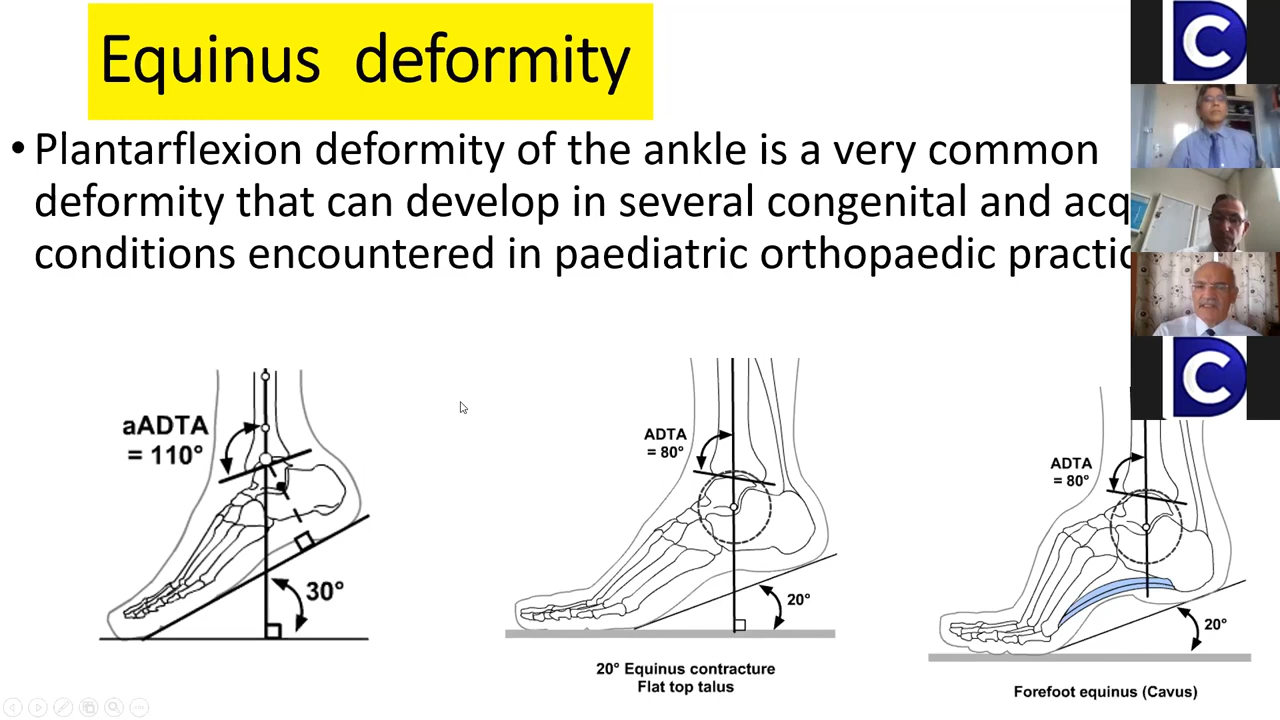 Equinus deformity
• Plantarflexion deformity of the ankle is a very common
deformity that can develop in several congenital and acq
conditions encountered in paediatric orthopaedic practic
aADTA
= 110°
30°
ADTA
= 80°
20°
20° Equinus contracture
Flat top talus
ADTA
= 80°
20°
Forefoot equinus (Cavus)
C
C